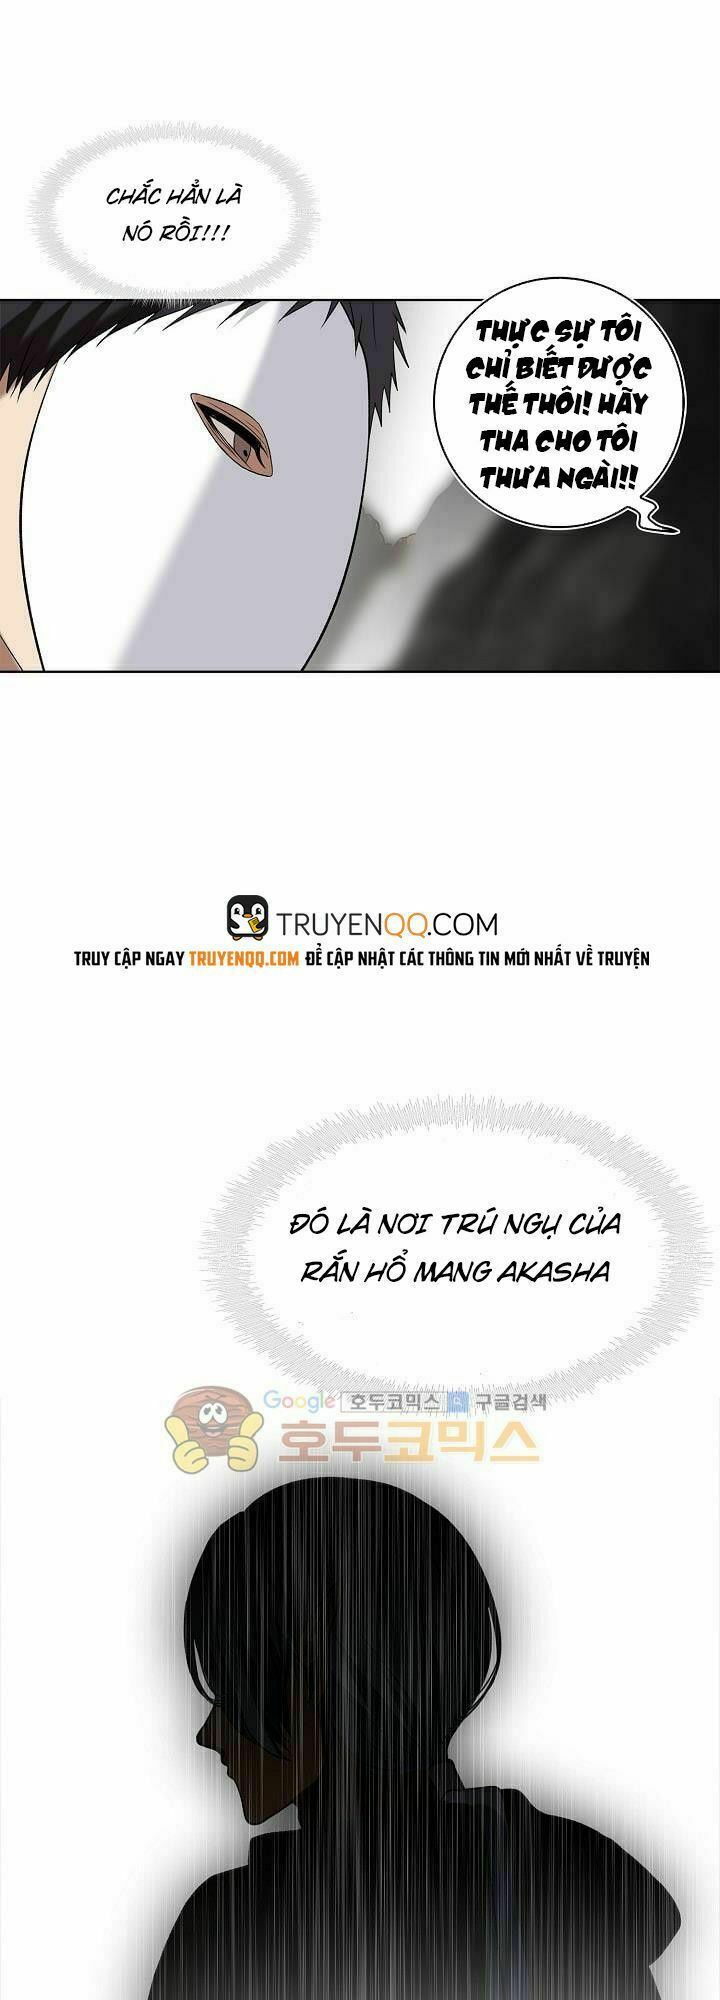 CHẮC HẲN LÀ
NÓ RỒI!!!
THỰC SỰ TÔI
CHỈ BIẾT ĐƯỢC
THẾ THÔI! HÃY
THA CHO TÔI
THƯA NGÀI!!
TRUYENQQ.COM
TRUY CẬP NGAY TRUYENQQ.COM ĐỂ CẬP NHẬT CÁC THÔNG TIN MỚI NHẤT VỀ TRUYỆN
ĐÓ LÀ NƠI TRÚ NGỤ CỦA
RẮN HỔ MANG AKASHA
Google 호두코믹스 구글검색
호두코믹스